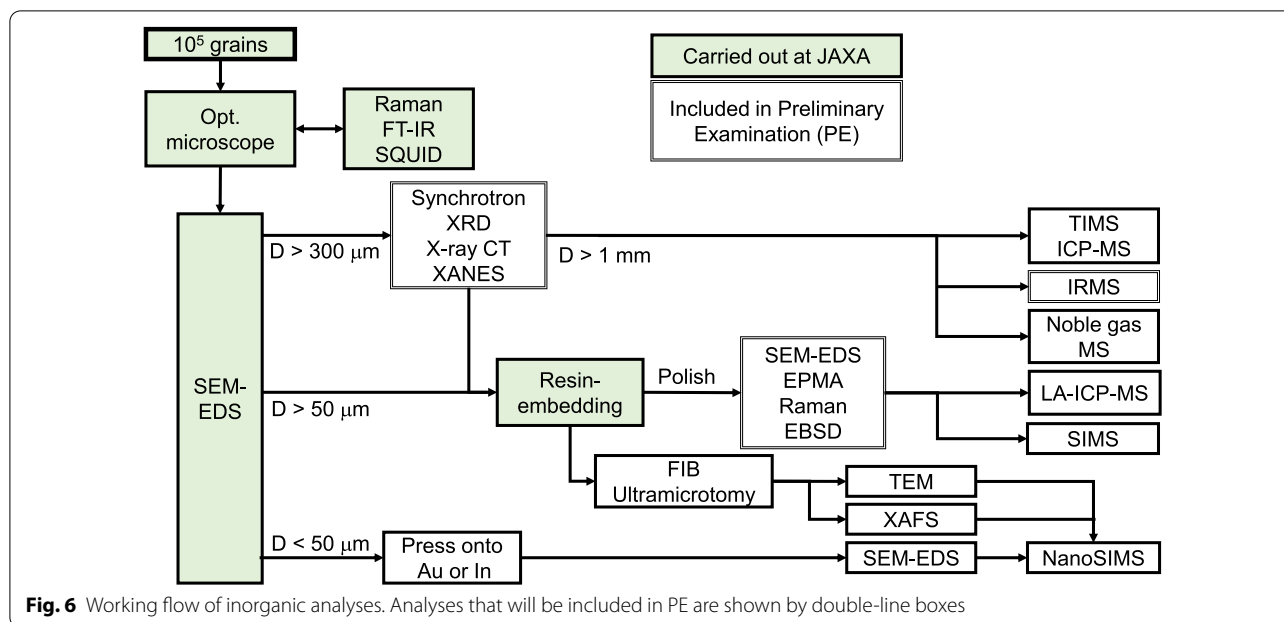 10⁵ grains
Opt.
microscope
Raman
FT-IR
SQUID
Carried out at JAXA
Included in Preliminary
Examination (PE)
SEM-
EDS
D > 300 μm
Synchrotron
XRD
X-ray CT
XANES
D > 1 mm
TIMS
ICP-MS
IRMS
Noble gas
MS
D > 50 μm
Resin-
embedding
Polish
SEM-EDS
EPMA
Raman
EBSD
LA-ICP-MS
SIMS
FIB
Ultramicrotomy
TEM
XAFS
D < 50 μm
Press onto
Au or In
SEM-EDS
NanoSIMS
Fig. 6 Working flow of inorganic analyses. Analyses that will be included in PE are shown by double-line boxes